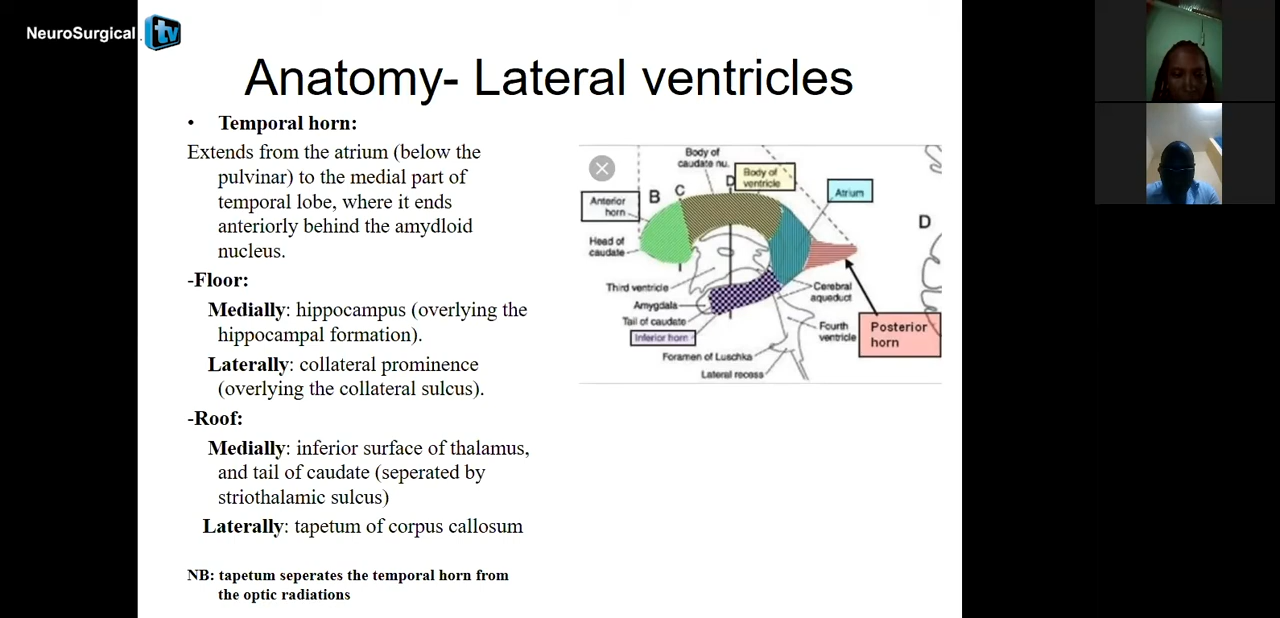 NeuroSurgical tv
Anatomy- Lateral ventricles
• Temporal horn:
Extends from the atrium (below the
pulvinar) to the medial part of
temporal lobe, where it ends
anteriorly behind the amydloid
nucleus.
-Floor:
Medially: hippocampus (overlying the
hippocampal formation).
Laterally: collateral prominence
(overlying the collateral sulcus).
-Roof:
Medially: inferior surface of thalamus,
and tail of caudate (seperated by
striothalamic sulcus)
Laterally: tapetum of corpus callosum
NB: tapetum seperates the temporal horn from
the optic radiations
Body of
caudate nu.
D
Body of
ventricle
Atrium
Anterior
horn
B
C
D
Head of
caudate
Third ventricle
Cerebral
aqueduct
Amygdala
Tail of caudate
Inferior horn
Fourth
ventricle
Posterior
horn
Foramen of Luschka
Lateral recess